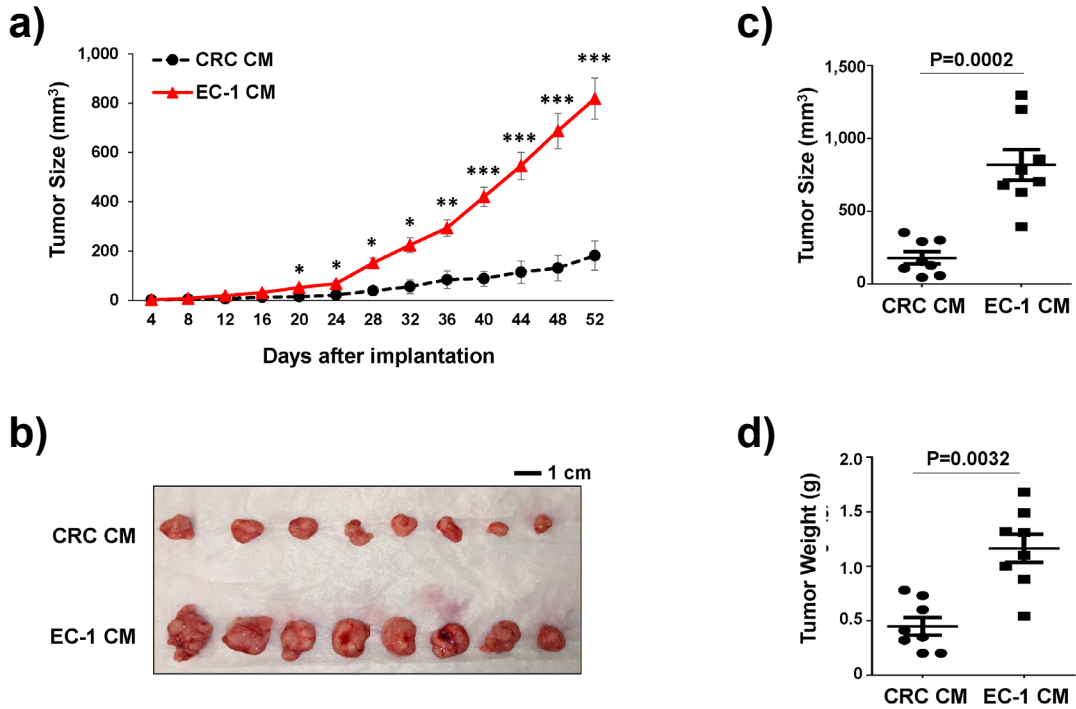 a)
1,000
800
600
400
200
0
Tumor Size (mm³)
CRC CM
EC-1 CM
* * * * ** *** *** *** ***
4 8 12 16 20 24 28 32 36 40 44 48 52
Days after implantation
b)
1 cm
CRC CM
EC-1 CM
c)
P=0.0002
1,500
1,000
500
0
Tumor Size (mm³)
CRC CM EC-1 CM
d)
P=0.0032
2.0
1.5
1.0
0.5
0
Tumor Weight (g)
CRC CM EC-1 CM